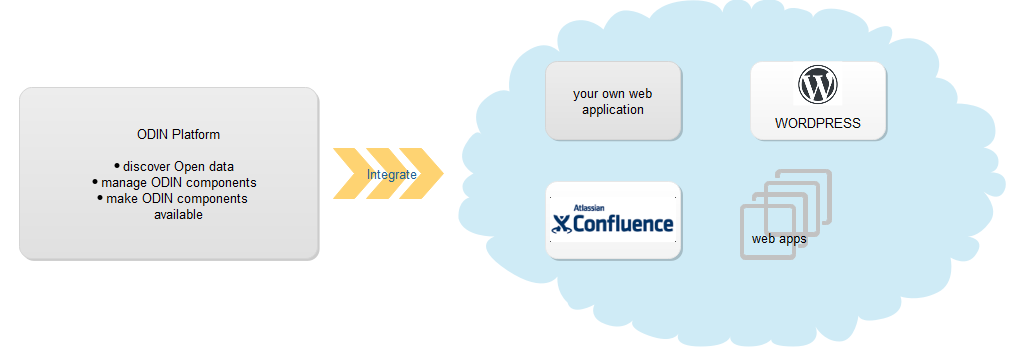 ODIN Platform
• discover Open data
• manage ODIN components
• make ODIN components
available
Integrate
your own web
application
WORDPRESS
Atlassian
Confluence
web apps